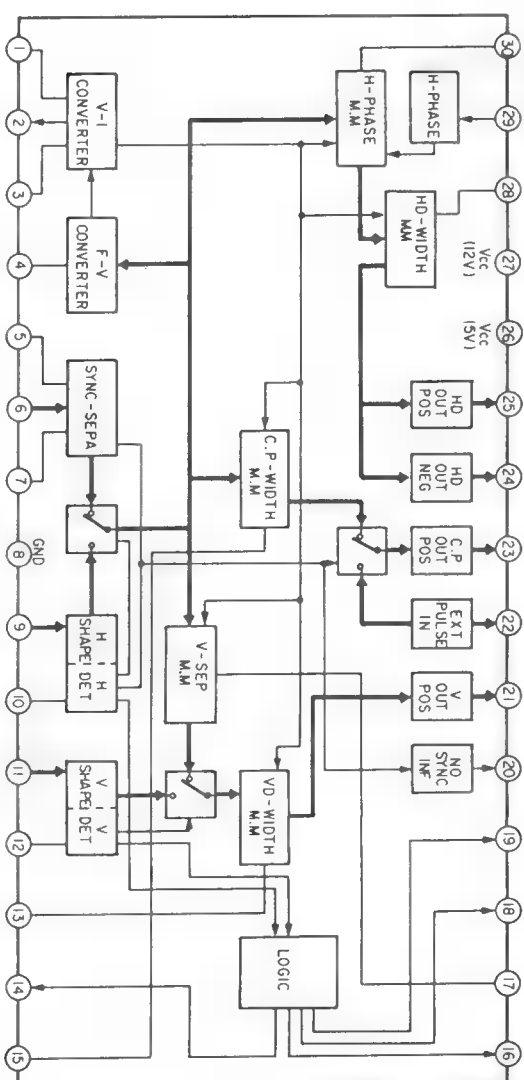 30
29
28
27
26
25
24
23
22
21
20
19
18
17
16
Vcc
(12V)
Vcc
(5V)
H-PHASE
M.M
H-PHASE
HD-WIDTH
M.M
HD
OUT
POS
HD
OUT
NEG
C.P
OUT
POS
EXT
PULSE
IN
V
OUT
POS
NO
SYNC
INF
C.P-WIDTH
M.M
V-SEP
M.M
VD-WIDTH
M.M
LOGIC
V-I
CONVERTER
F-V
CONVERTER
SYNC-SEPA
H H
SHAPE DET
V V
SHAPE DET
GND
1
2
3
4
5
6
7
8
9
10
11
12
13
14
15